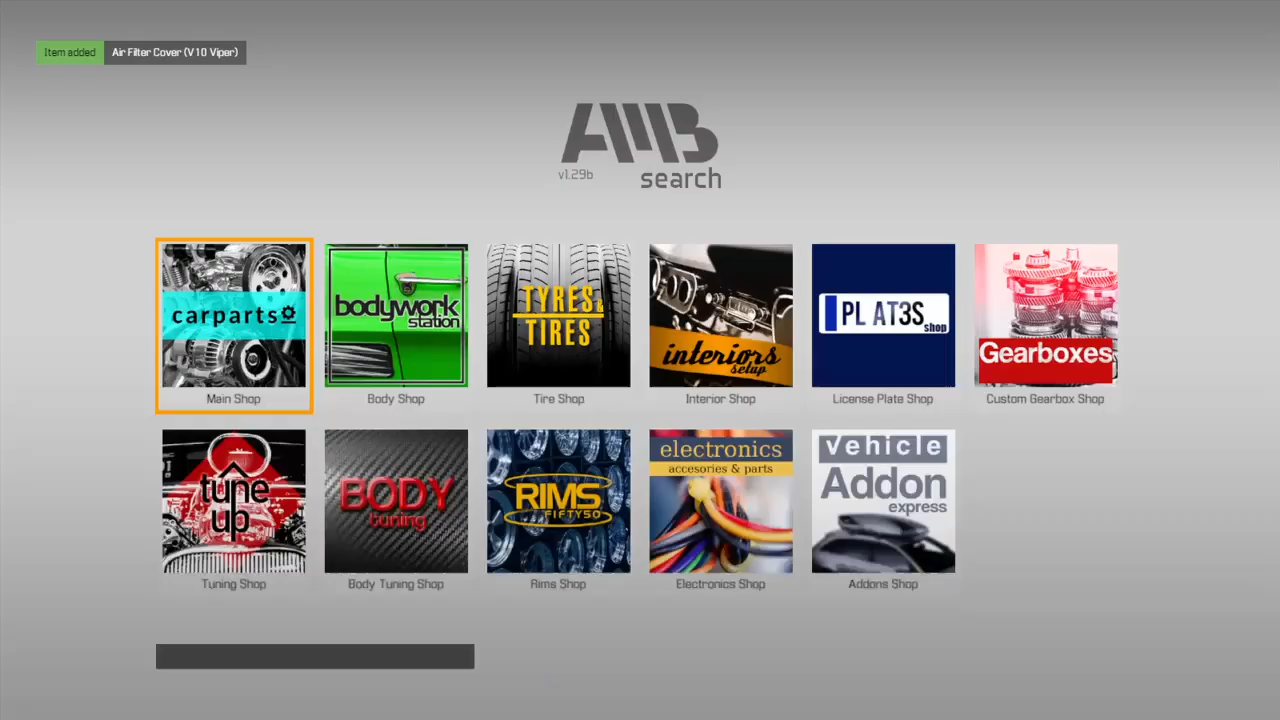 Item added Air Filter Cover (V10 Viper)
AMB
v1.29b search
carparts
Main Shop
bodywork
station
Body Shop
TYRES&
TIRES
Tire Shop
interiors
setup
Interior Shop
PL AT3S
shop
License Plate Shop
Gearboxes
Custom Gearbox Shop
tune
up
Tuning Shop
BODY
tuning
Body Tuning Shop
RIMS
FIFTY50
Rims Shop
electronics
accesories & parts
Electronics Shop
vehicle
Addon
express
Addons Shop